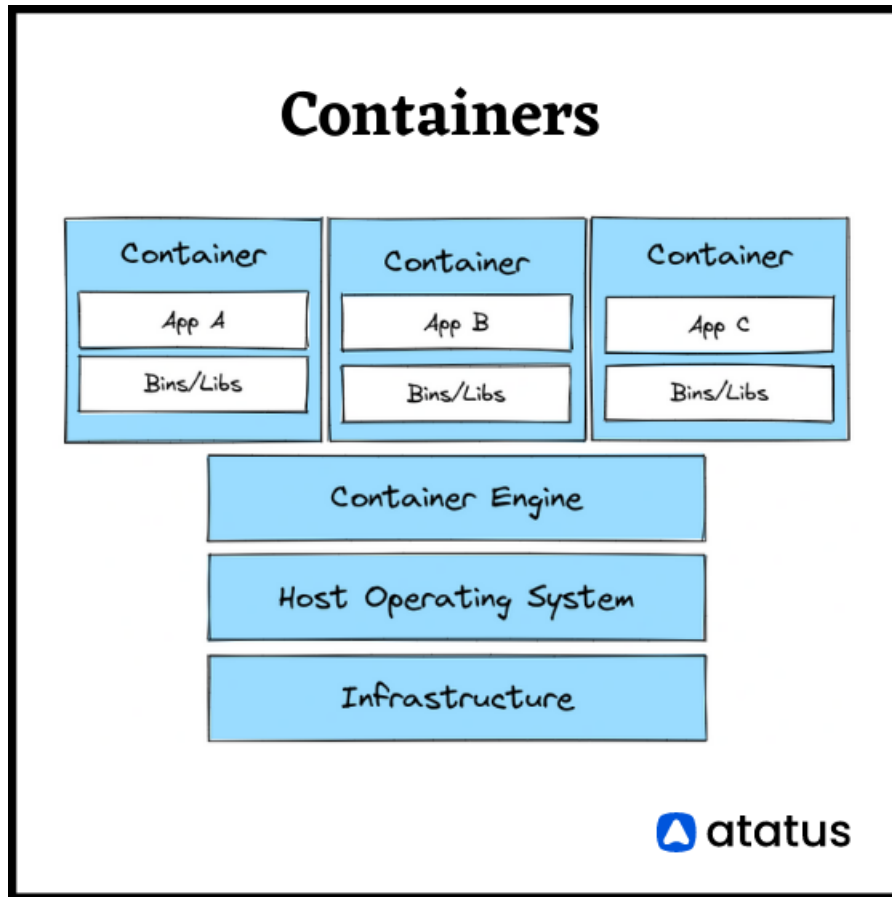 Containers
Container
App A
Bins/Libs
Container
App B
Bins/Libs
Container
App C
Bins/Libs
Container Engine
Host Operating System
Infrastructure
atatus